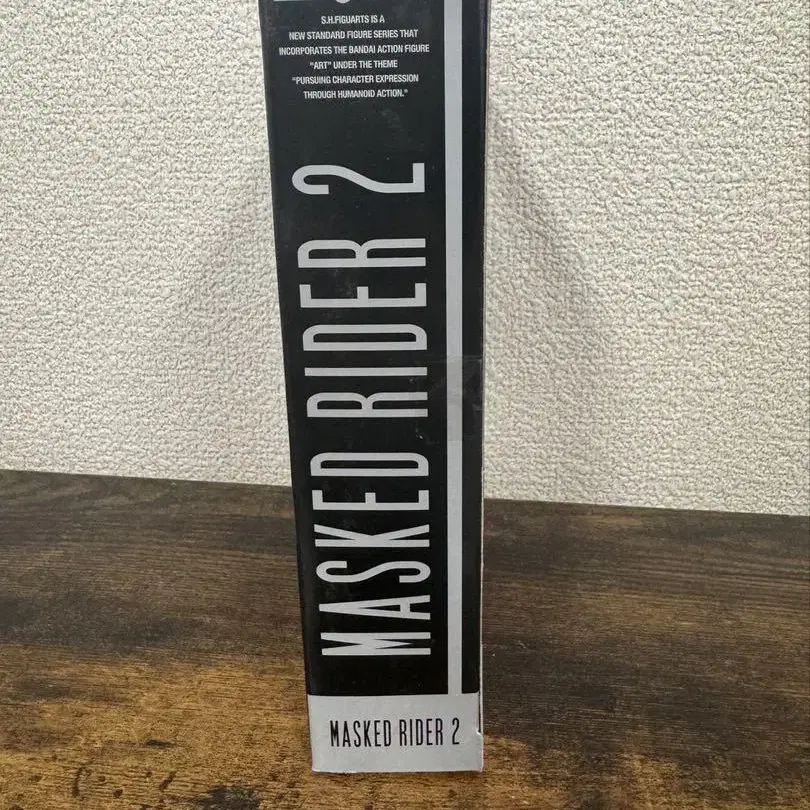 S.H.FIGUARTS IS A
NEW STANDARD FIGURE SERIES THAT
INCORPORATES THE BANDAI ACTION FIGURE
"ART" UNDER THE THEME
"PURSUING CHARACTER EXPRESSION
THROUGH HUMANOID ACTION."
MASKED RIDER 2
MASKED RIDER 2